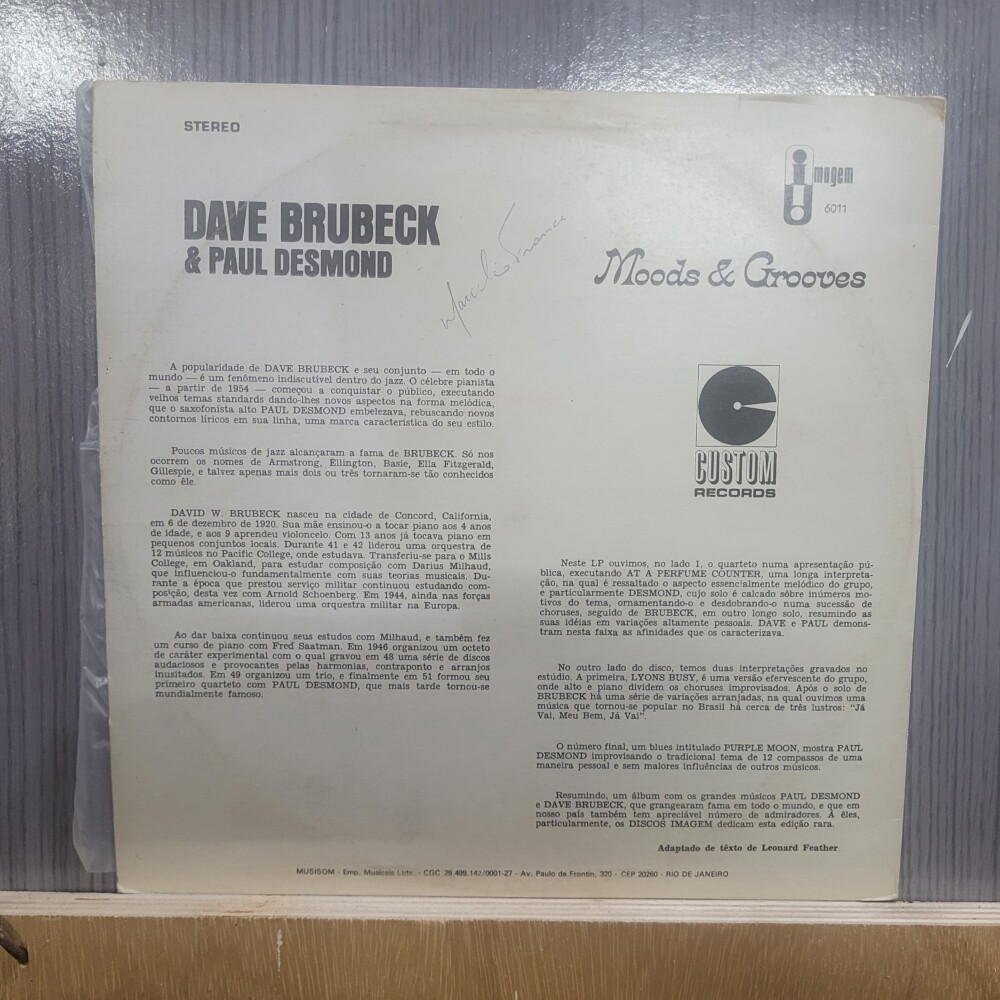 STEREO
DAVE BRUBECK
& PAUL DESMOND
imagem
6011
Moods & Grooves
A popularidade de DAVE BRUBECK e seu conjunto — em todo o
mundo — é um fenômeno indiscutível dentro do jazz. O célebre pianista
— a partir de 1954 — começou a conquistar o público, executando
velhos temas standards dando-lhes novos aspectos na forma melódica,
que o saxofonista alto PAUL DESMOND embelezava, rebuscando novos
contornos líricos em sua linha, uma marca caracteristica do seu estilo.
Poucos músicos de jazz alcançaram a fama de BRUBECK. Só nos
ocorrem os nomes de Armstrong, Ellington, Basie, Ella Fitzgerald,
Gillespie, e talvez apenas mais dois ou três tornaram-se tão conhecidos
como êle.
DAVID W. BRUBECK nasceu na cidade de Concord, California,
em 6 de dezembro de 1920. Sua mãe ensinou-o a tocar piano aos 4 anos
de idade, e aos 9 aprendeu violoncelo. Com 13 anos já tocava piano em
pequenos conjuntos locais. Durante 41 e 42 liderou uma orquestra de
12 músicos no Pacific College, onde estudava. Transferiu-se para o Mills
College, em Oakland, para estudar composição com Darius Milhaud,
que influenciou-o fundamentalmente com suas teorias musicais. Du-
rante a época que prestou serviço militar continuou estudando com-
posição, desta vez com Arnold Schoenberg. Em 1944, ainda nas forças
armadas americanas, liderou uma orquestra militar na Europa.
Ao dar baixa continuou seus estudos com Milhaud, e também fez
um curso de piano com Fred Saatman. Em 1946 organizou um octeto
de caráter experimental com o qual gravou em 48 uma série de discos
audaciosos e provocantes pelas harmonias, contraponto e arranjos
inusitados. Em 49 organizou um trio, e finalmente em 51 formou seu
primeiro quarteto com PAUL DESMOND, que mais tarde tornou-se
mundialmente famoso.
CUSTOM
RECORDS
Neste LP ouvimos, no lado 1, o quarteto numa apresentação pú-
blica, executando AT A PERFUME COUNTER, uma longa interpreta-
ção, na qual é ressaltado o aspecto essencialmente melódico do grupo,
e particularmente DESMOND, cujo solo é calcado sôbre inúmeros mo-
tivos do tema, ornamentando-o e desdobrando-o numa sucessão de
choruses, seguido de BRUBECK, em outro longo solo, resumindo as
suas idéias em variações altamente pessoais. DAVE e PAUL demons-
tram nesta faixa as afinidades que os caracterizava.
No outro lado do disco, temos duas interpretações gravados no
estúdio. A primeira, LYONS BUSY, é uma versão efervescente do grupo,
onde alto e piano dividem os choruses improvisados. Após o solo de
BRUBECK há uma série de variações arranjadas, na qual ouvimos uma
música que tornou-se popular no Brasil há cerca de três lustros: "Já
Vai, Meu Bem, Já Vai".
O número final, um blues intitulado PURPLE MOON, mostra PAUL
DESMOND improvisando o tradicional tema de 12 compassos de uma
maneira pessoal e sem maiores influências de outros músicos.
Resumindo, um álbum com os grandes músicos PAUL DESMOND
e DAVE BRUBECK, que grangearam fama em todo o mundo, e que em
nosso país também tem apreciável número de admiradores. A êles,
particularmente, os DISCOS IMAGEM dedicam esta edição rara.
Adaptado de têxto de Leonard Feather
MUSISOM - Emp. Musicais Ltda. - CGC 29.499.142/0001-27 - Av. Paulo de Frontin, 320 - CEP 20260 - RIO DE JANEIRO